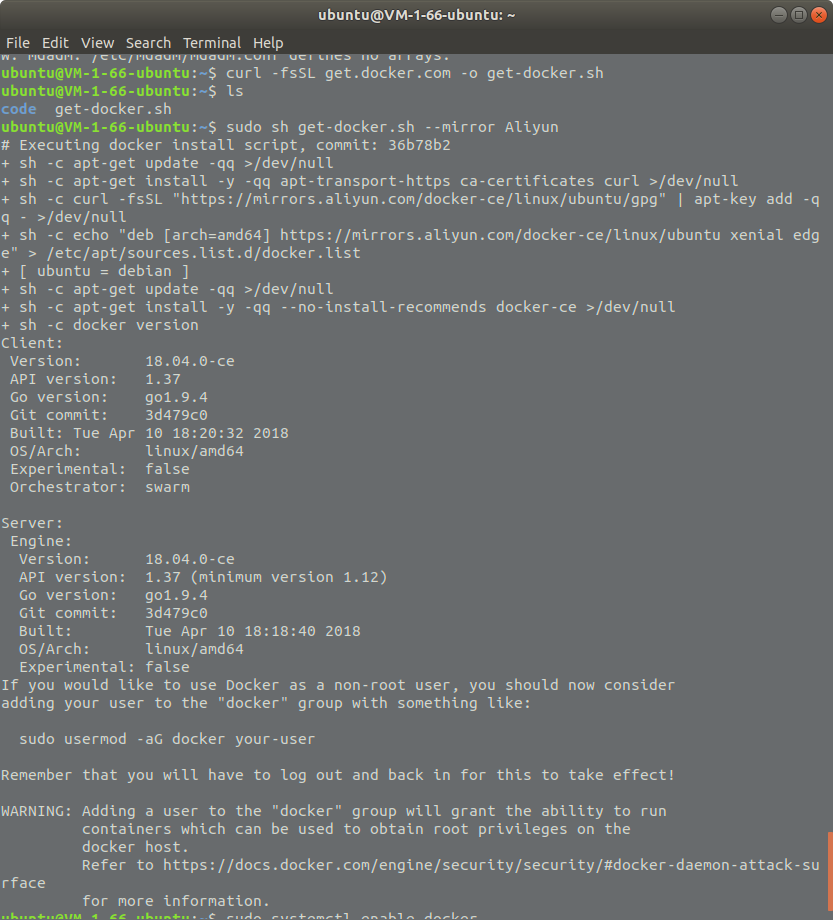 ubuntu@VM-1-66-ubuntu: ~
File Edit View Search Terminal Help
W: mdadm: /etc/mdadm/mdadm.conf defines no arrays.
ubuntu@VM-1-66-ubuntu:~$ curl -fsSL get.docker.com -o get-docker.sh
ubuntu@VM-1-66-ubuntu:~$ ls
code  get-docker.sh
ubuntu@VM-1-66-ubuntu:~$ sudo sh get-docker.sh --mirror Aliyun
# Executing docker install script, commit: 36b78b2
+ sh -c apt-get update -qq >/dev/null
+ sh -c apt-get install -y -qq apt-transport-https ca-certificates curl >/dev/null
+ sh -c curl -fsSL "https://mirrors.aliyun.com/docker-ce/linux/ubuntu/gpg" | apt-key add -q
q - >/dev/null
+ sh -c echo "deb [arch=amd64] https://mirrors.aliyun.com/docker-ce/linux/ubuntu xenial edg
e" > /etc/apt/sources.list.d/docker.list
+ [ ubuntu = debian ]
+ sh -c apt-get update -qq >/dev/null
+ sh -c apt-get install -y -qq --no-install-recommends docker-ce >/dev/null
+ sh -c docker version
Client:
 Version:       18.04.0-ce
 API version:   1.37
 Go version:    go1.9.4
 Git commit:    3d479c0
 Built: Tue Apr 10 18:20:32 2018
 OS/Arch:       linux/amd64
 Experimental:  false
 Orchestrator:  swarm

Server:
 Engine:
  Version:      18.04.0-ce
  API version:  1.37 (minimum version 1.12)
  Go version:   go1.9.4
  Git commit:   3d479c0
  Built:        Tue Apr 10 18:18:40 2018
  OS/Arch:      linux/amd64
  Experimental: false
If you would like to use Docker as a non-root user, you should now consider
adding your user to the "docker" group with something like:

  sudo usermod -aG docker your-user

Remember that you will have to log out and back in for this to take effect!

WARNING: Adding a user to the "docker" group will grant the ability to run
         containers which can be used to obtain root privileges on the
         docker host.
         Refer to https://docs.docker.com/engine/security/security/#docker-daemon-attack-su
rface
         for more information.
ubuntu@VM-1-66-ubuntu:~$ sudo systemctl enable docker